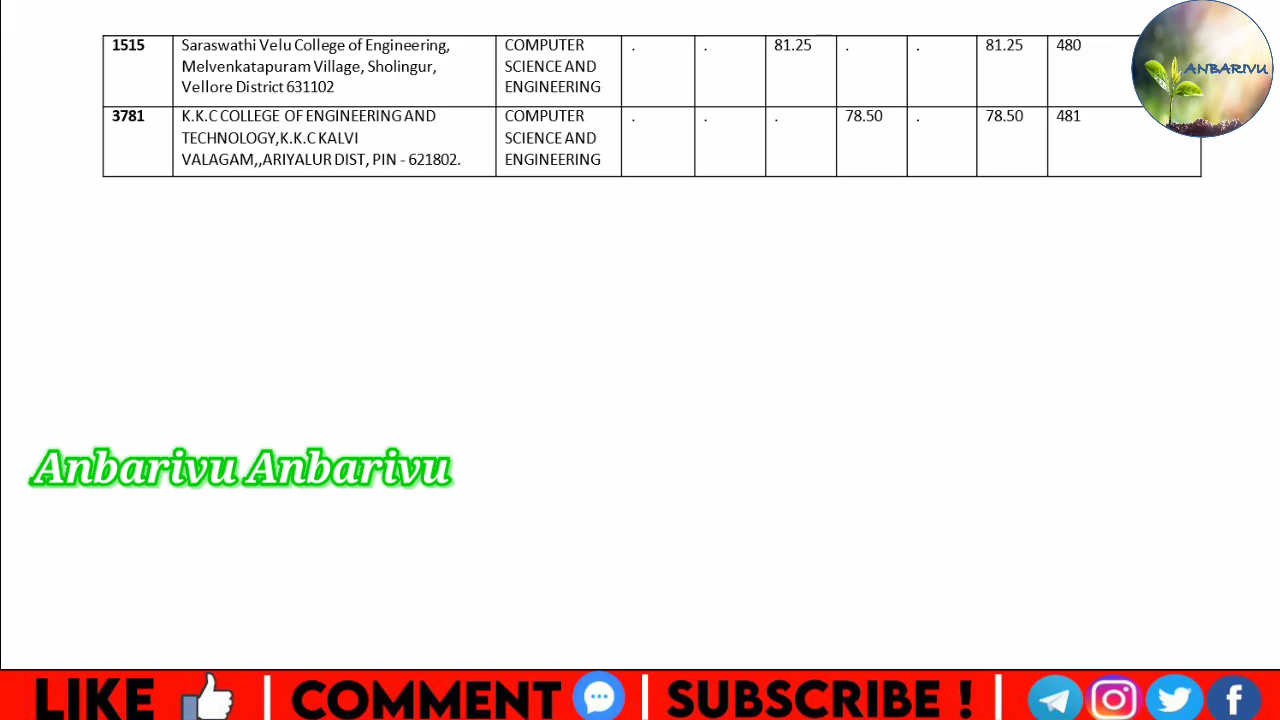 1515 Saraswathi Velu College of Engineering, COMPUTER . . 81.25 . . 81.25 480
Melvenkatapuram Village, Sholingur, SCIENCE AND
Vellore District 631102 ENGINEERING
3781 K.K.C COLLEGE OF ENGINEERING AND COMPUTER . . . 78.50 . 78.50 481
TECHNOLOGY,K.K.C KALVI SCIENCE AND
VALAGAM,,ARIYALUR DIST, PIN - 621802. ENGINEERING
ANBARIVU
Anbarivu Anbarivu
LIKE | COMMENT | SUBSCRIBE ! |